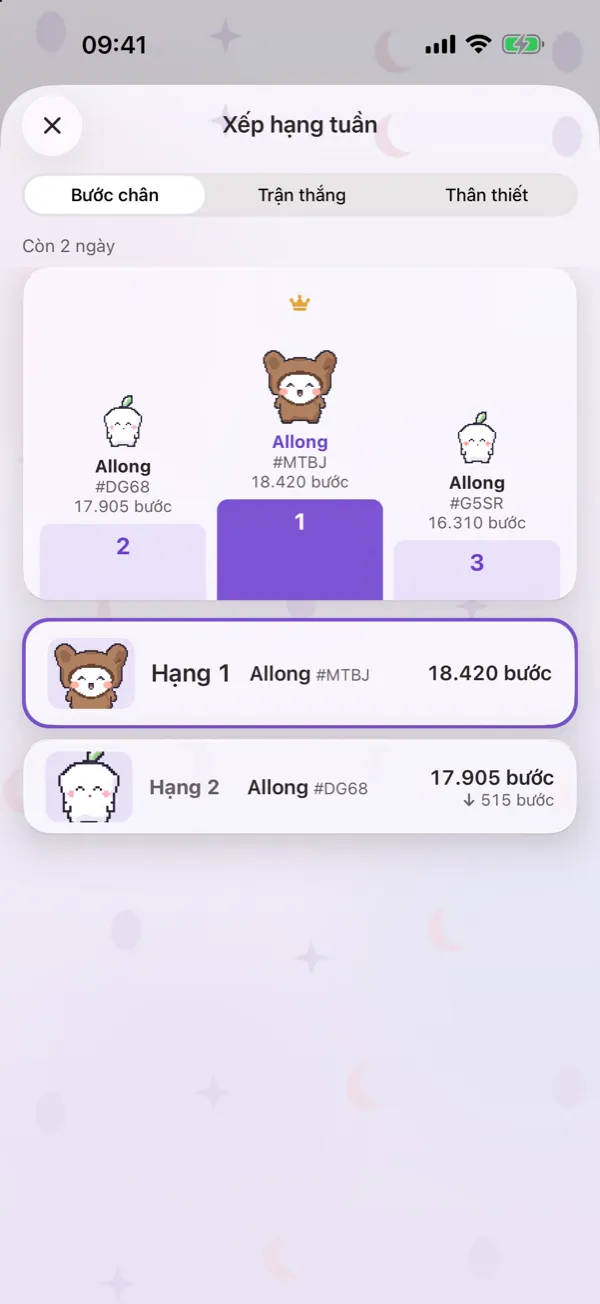 09:41
Xếp hạng tuần
Bước chân Trận thắng Thân thiết
Còn 2 ngày
Allong
#MTBJ
18.420 bước
1
Allong
#DG68
17.905 bước
2
Allong
#G5SR
16.310 bước
3
Hạng 1 Allong #MTBJ 18.420 bước
Hạng 2 Allong #DG68 17.905 bước
↓ 515 bước